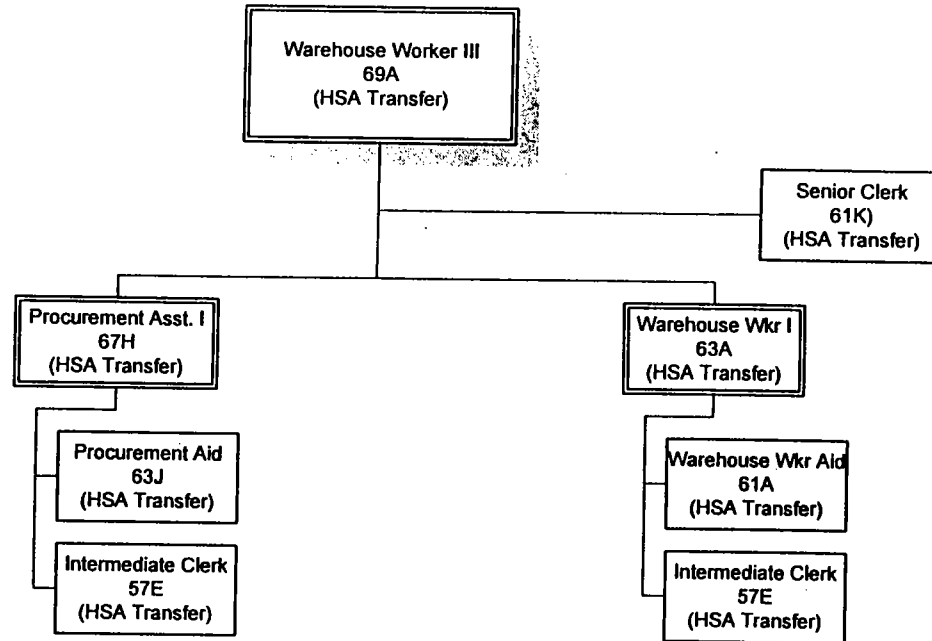 Warehouse Worker III
69A
(HSA Transfer)
Senior Clerk
61K)
(HSA Transfer)
Procurement Asst. I
67H
(HSA Transfer)
Warehouse Wkr I
63A
(HSA Transfer)
Procurement Aid
63J
(HSA Transfer)
Warehouse Wkr Aid
61A
(HSA Transfer)
Intermediate Clerk
57E
(HSA Transfer)
Intermediate Clerk
57E
(HSA Transfer)